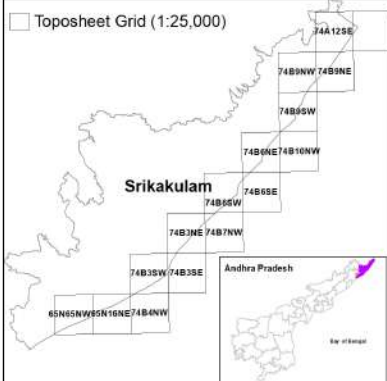 Toposheet Grid (1:25,000)
74A12SE
74B9NW 74B9NE
74B9SW
74B6NE 74B10NW
Srikakulam
74B6SW 74B6SE
74B3NE 74B7NW
74B3SW 74B3SE
65N16NE 74B4NW
Andhra Pradesh
Bay of Bengal